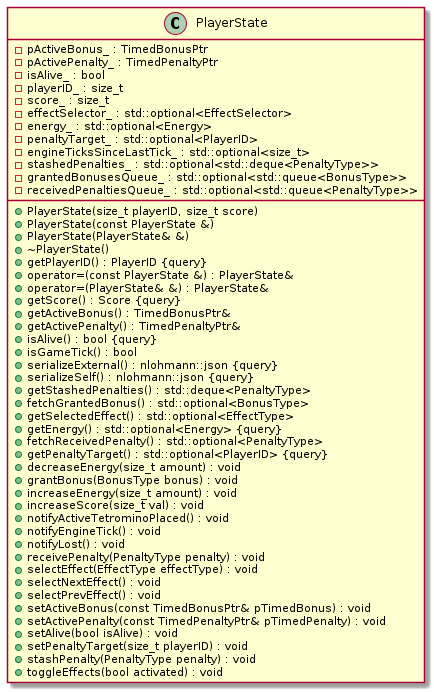 C PlayerState
pActiveBonus_ : TimedBonusPtr
pActivePenalty_ : TimedPenaltyPtr
isAlive_ : bool
playerID_ : size_t
score_ : size_t
effectSelector_ : std::optional<EffectSelector>
energy_ : std::optional<Energy>
penaltyTarget_ : std::optional<PlayerID>
engineTicksSinceLastTick_ : std::optional<size_t>
stashedPenalties_ : std::optional<std::deque<PenaltyType>>
grantedBonusesQueue_ : std::optional<std::queue<BonusType>>
receivedPenaltiesQueue_ : std::optional<std::queue<PenaltyType>>
PlayerState(size_t playerID, size_t score)
PlayerState(const PlayerState &)
PlayerState(PlayerState& &)
~PlayerState()
getPlayerID() : PlayerID {query}
operator=(const PlayerState &) : PlayerState&
operator=(PlayerState& &) : PlayerState&
getScore() : Score {query}
getActiveBonus() : TimedBonusPtr&
getActivePenalty() : TimedPenaltyPtr&
isAlive() : bool {query}
isGameTick() : bool
serializeExternal() : nlohmann::json {query}
serializeSelf() : nlohmann::json {query}
getStashedPenalties() : std::deque<PenaltyType>
fetchGrantedBonus() : std::optional<BonusType>
getSelectedEffect() : std::optional<EffectType>
getEnergy() : std::optional<Energy> {query}
fetchReceivedPenalty() : std::optional<PenaltyType>
getPenaltyTarget() : std::optional<PlayerID> {query}
decreaseEnergy(size_t amount) : void
grantBonus(BonusType bonus) : void
increaseEnergy(size_t amount) : void
increaseScore(size_t val) : void
notifyActiveTetrominoPlaced() : void
notifyEngineTick() : void
notifyLost() : void
receivePenalty(PenaltyType penalty) : void
selectEffect(EffectType effectType) : void
selectNextEffect() : void
selectPrevEffect() : void
setActiveBonus(const TimedBonusPtr& pTimedBonus) : void
setActivePenalty(const TimedPenaltyPtr& pTimedPenalty) : void
setAlive(bool isAlive) : void
setPenaltyTarget(size_t playerID) : void
stashPenalty(PenaltyType penalty) : void
toggleEffects(bool activated) : void